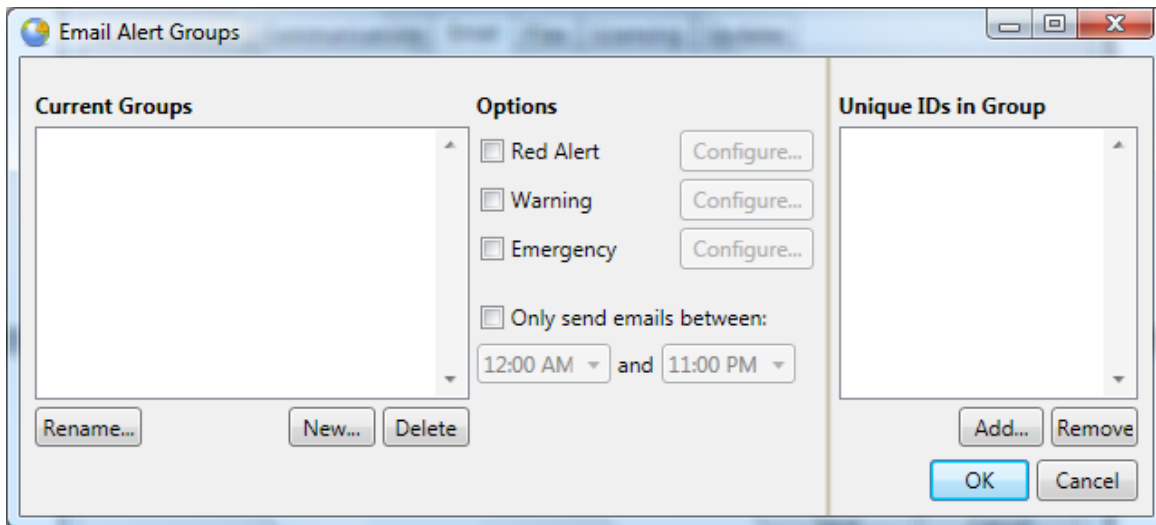 Email Alert Groups
Current Groups
Options
Unique IDs in Group
Red Alert
Configure...
Warning
Configure...
Emergency
Configure...
Only send emails between:
12:00 AM and 11:00 PM
Rename...
New...
Delete
Add...
Remove
OK
Cancel